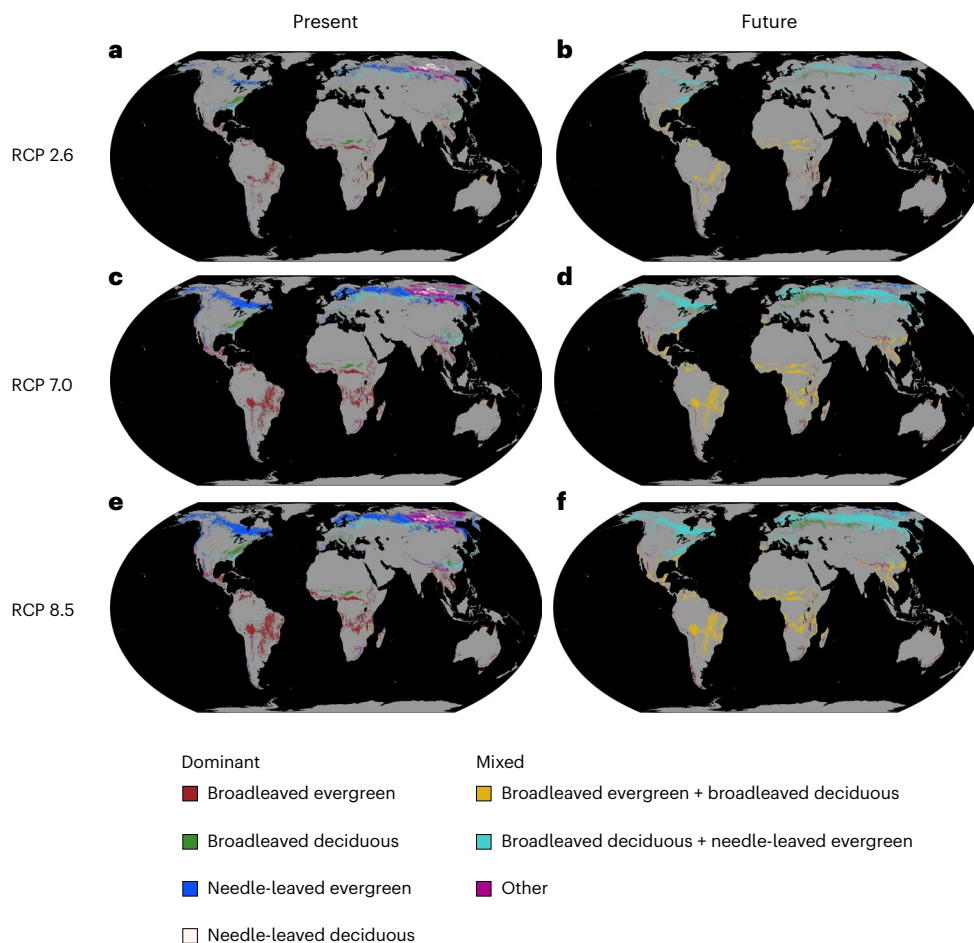 Present
Future
a
b
RCP 2.6
c
d
RCP 7.0
e
f
RCP 8.5
Dominant
Mixed
Broadleaved evergreen
Broadleaved evergreen + broadleaved deciduous
Broadleaved deciduous
Broadleaved deciduous + needle-leaved evergreen
Needle-leaved evergreen
Other
Needle-leaved deciduous